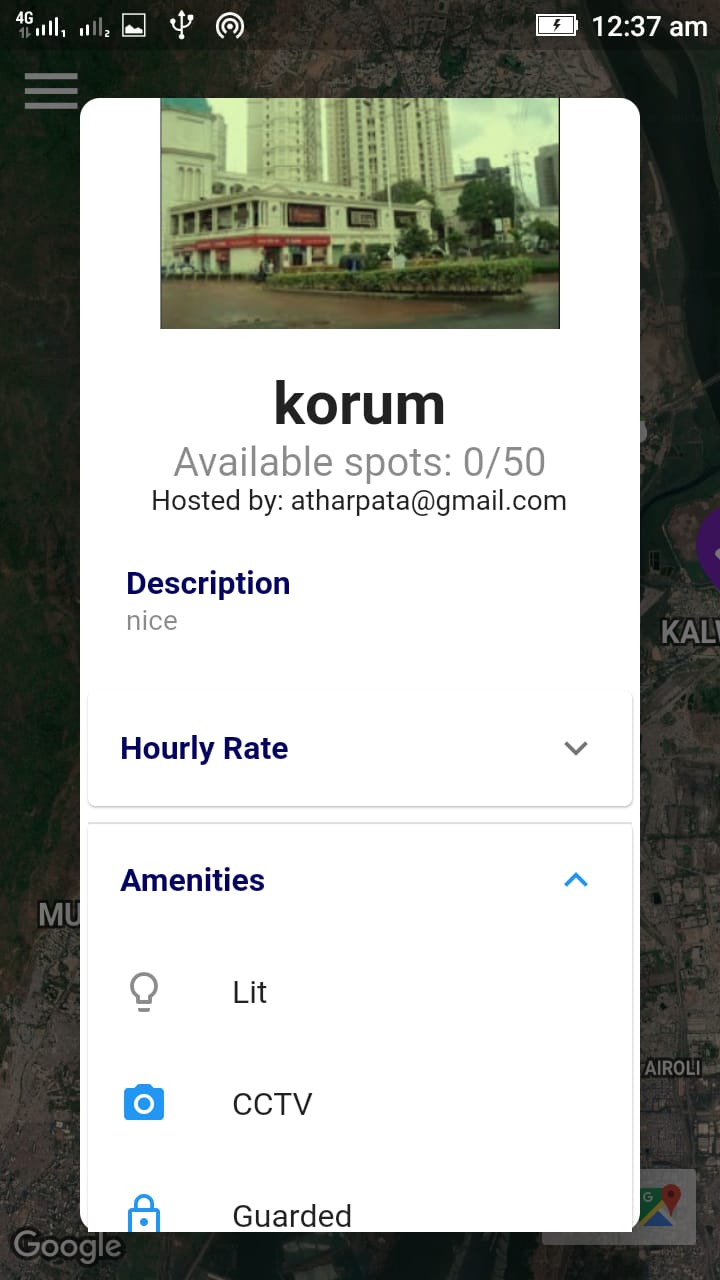 4G 1 2 12:37 am
korum
Available spots: 0/50
Hosted by: atharpata@gmail.com
Description
nice
KALW
Hourly Rate
Amenities
MU
Lit
AIROLI
CCTV
G
Guarded
Google